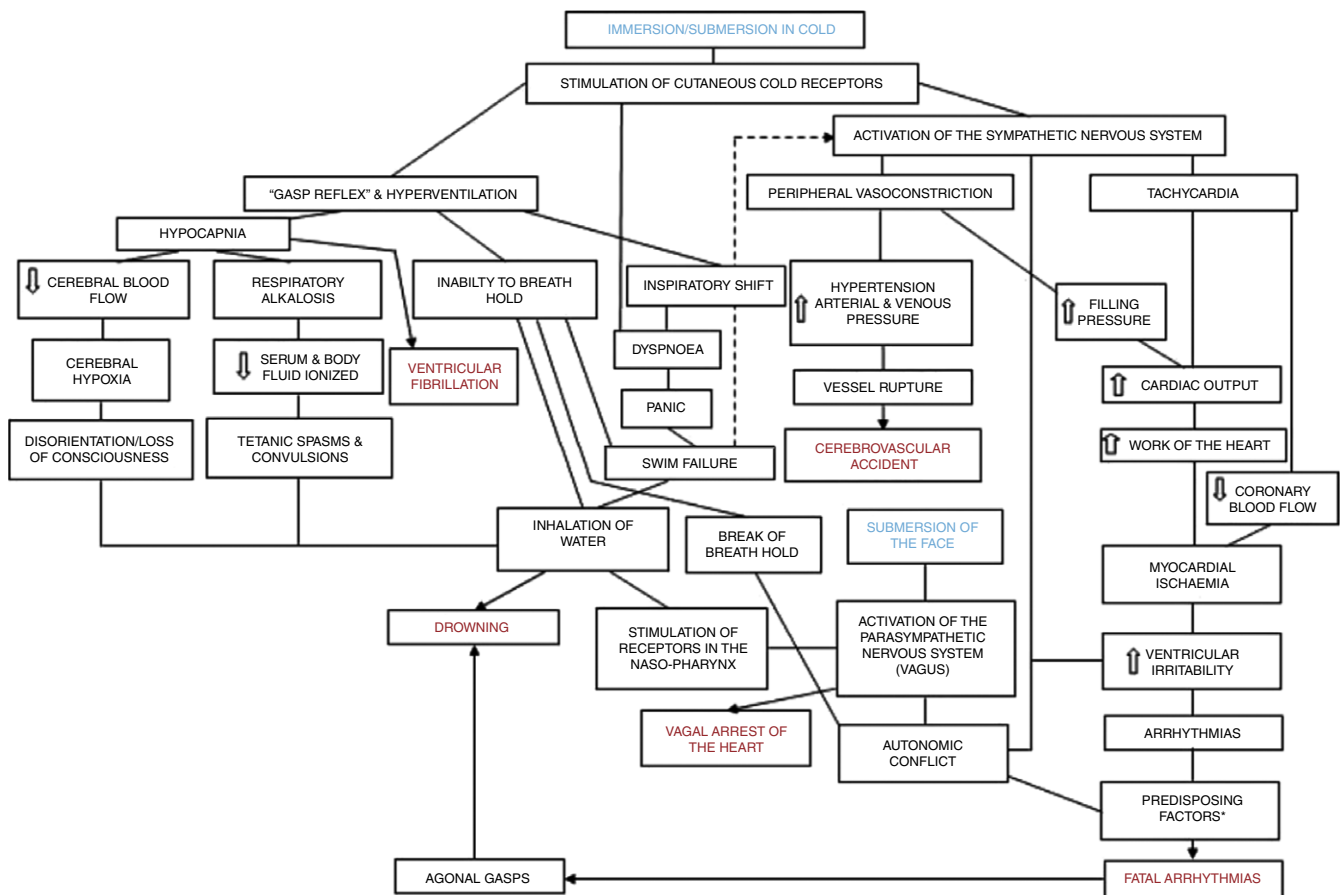 IMMERSION/SUBMERSION IN COLD
STIMULATION OF CUTANEOUS COLD RECEPTORS
ACTIVATION OF THE SYMPATHETIC NERVOUS SYSTEM
“GASP REFLEX” & HYPERVENTILATION
PERIPHERAL VASOCONSTRICTION
TACHYCARDIA
HYPOCAPNIA
⇩ CEREBRAL BLOOD
FLOW
RESPIRATORY
ALKALOSIS
INABILTY TO BREATH
HOLD
INSPIRATORY SHIFT
⇧ HYPERTENSION
ARTERIAL & VENOUS
PRESSURE
⇧ FILLING
PRESSURE
CEREBRAL
HYPOXIA
⇩ SERUM & BODY
FLUID IONIZED
VENTRICULAR
FIBRILLATION
DYSPNOEA
VESSEL RUPTURE
⇧ CARDIAC OUTPUT
PANIC
DISORIENTATION/LOSS
OF CONSCIOUSNESS
TETANIC SPASMS &
CONVULSIONS
SWIM FAILURE
CEREBROVASCULAR
ACCIDENT
⇧ WORK OF THE HEART
⇩ CORONARY
BLOOD FLOW
INHALATION OF
WATER
BREAK OF
BREATH HOLD
SUBMERSION OF
THE FACE
MYOCARDIAL
ISCHAEMIA
DROWNING
STIMULATION OF
RECEPTORS IN THE
NASO-PHARYNX
ACTIVATION OF THE
PARASYMPATHETIC
NERVOUS SYSTEM
(VAGUS)
⇧ VENTRICULAR
IRRITABILITY
VAGAL ARREST OF
THE HEART
AUTONOMIC
CONFLICT
ARRHYTHMIAS
PREDISPOSING
FACTORS*
AGONAL GASPS
FATAL ARRHYTHMIAS